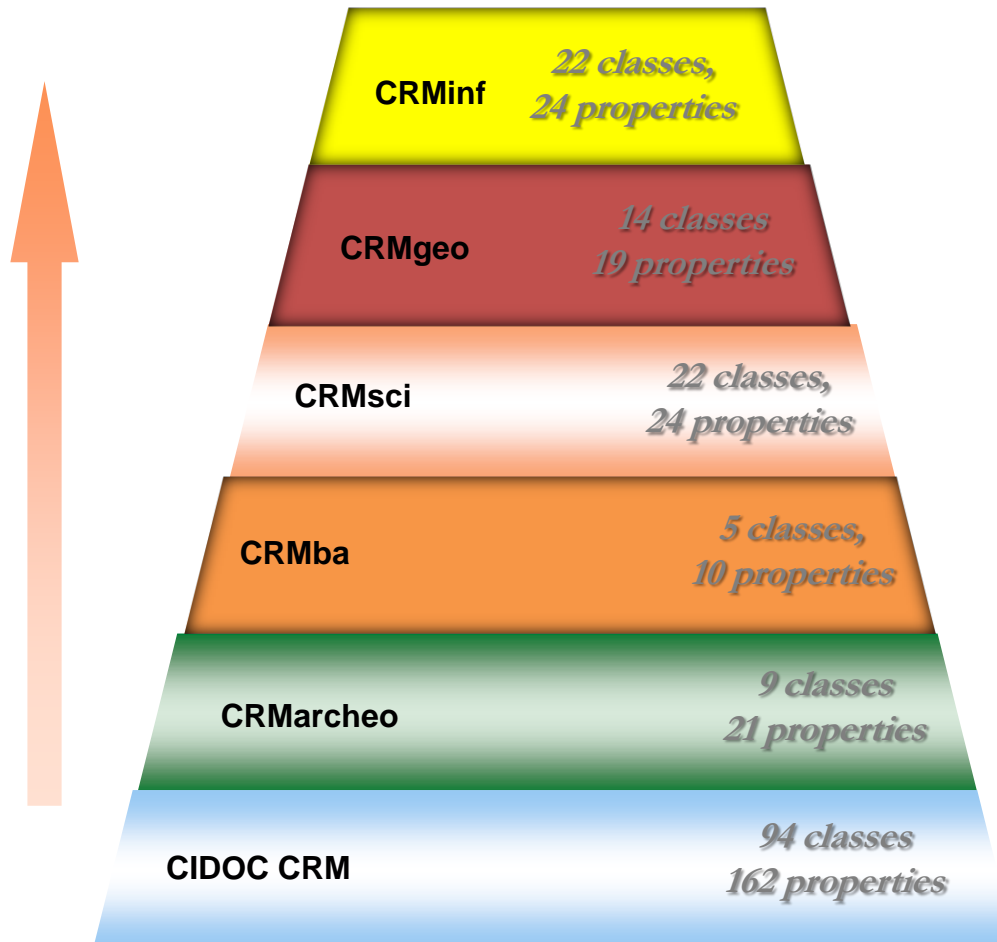 CRMinf
22 classes,
24 properties
CRMgeo
14 classes
19 properties
CRMsci
22 classes,
24 properties
CRMba
5 classes,
10 properties
CRMarcheo
9 classes
21 properties
CIDOC CRM
94 classes
162 properties